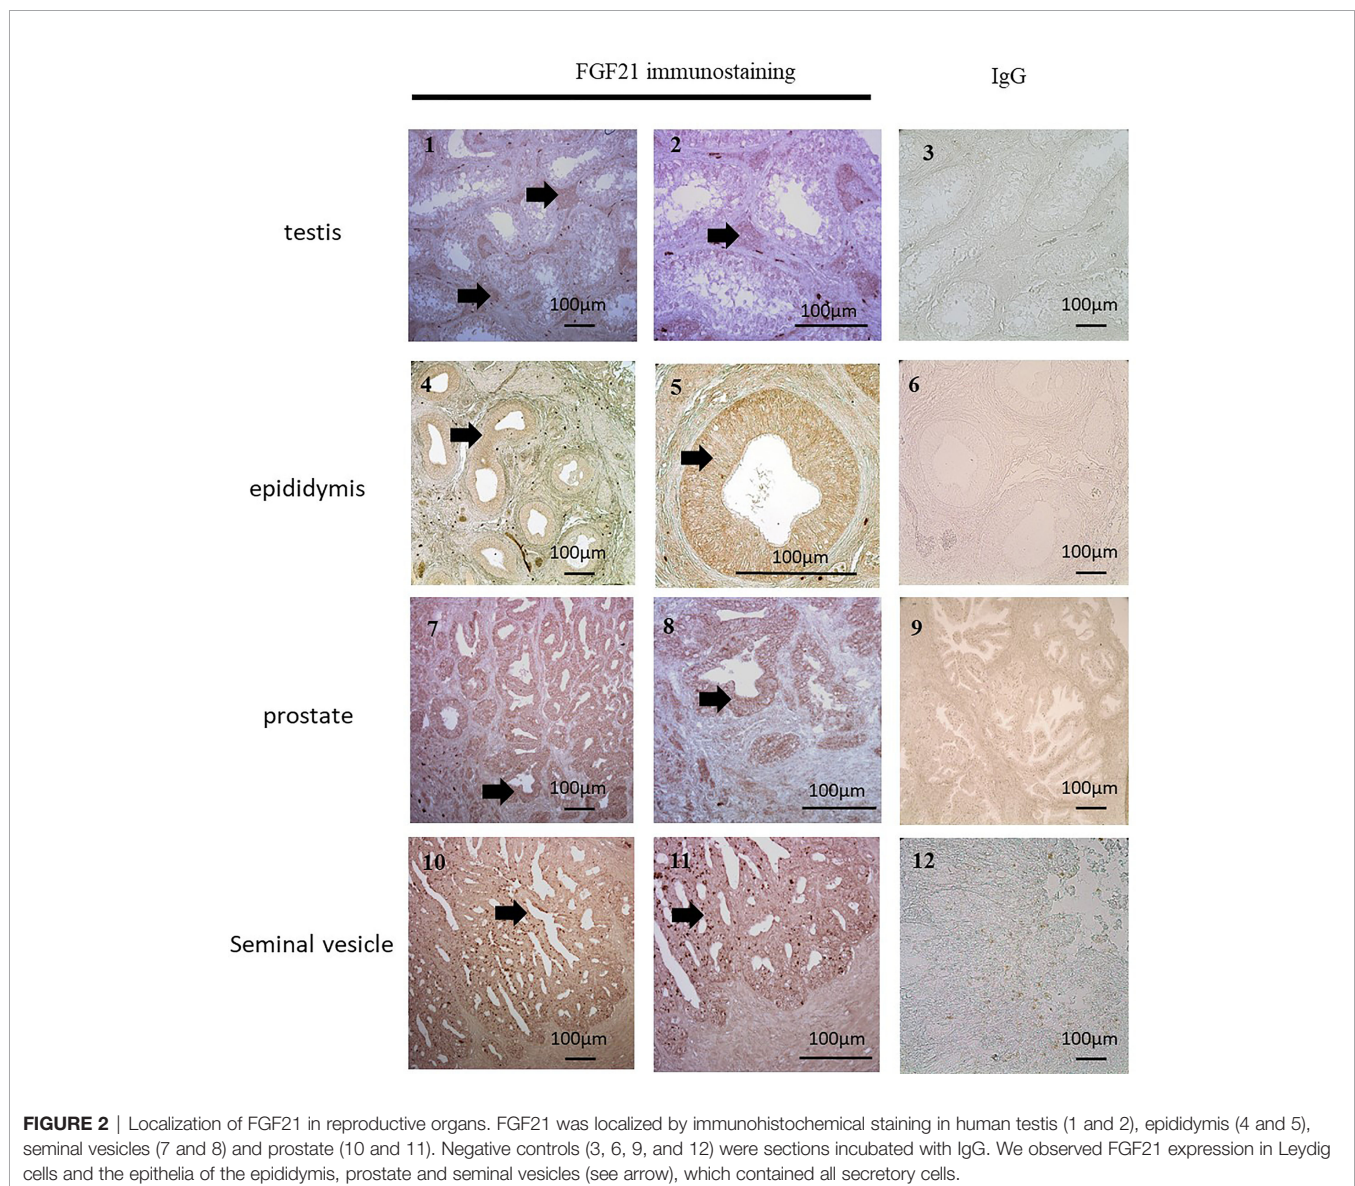 FGF21 immunostaining IgG
testis
1 100µm
2 100µm
3 100µm
epididymis
4 100µm
5 100µm
6 100µm
prostate
7 100µm
8 100µm
9 100µm
Seminal vesicle
10 100µm
11 100µm
12 100µm
FIGURE 2 | Localization of FGF21 in reproductive organs. FGF21 was localized by immunohistochemical staining in human testis (1 and 2), epididymis (4 and 5),
seminal vesicles (7 and 8) and prostate (10 and 11). Negative controls (3, 6, 9, and 12) were sections incubated with IgG. We observed FGF21 expression in Leydig
cells and the epithelia of the epididymis, prostate and seminal vesicles (see arrow), which contained all secretory cells.